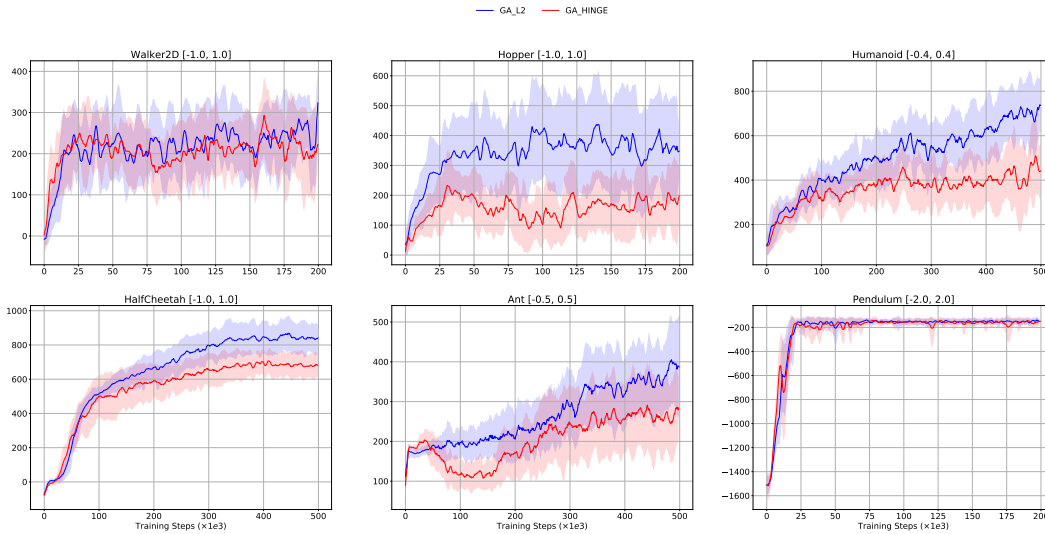 GA_L2 GA_HINGE
Walker2D [-1.0, 1.0] Hopper [-1.0, 1.0] Humanoid [-0.4, 0.4]
400 300 200 100 0
0 25 50 75 100 125 150 175 200
600 500 400 300 200 100 0
0 25 50 75 100 125 150 175 200
800 600 400 200
0 100 200 300 400 500
HalfCheetah [-1.0, 1.0] Ant [-0.5, 0.5] Pendulum [-2.0, 2.0]
1000 800 600 400 200 0
0 100 200 300 400 500
500 400 300 200 100
0 100 200 300 400 500
−200 −400 −600 −800 −1000 −1200 −1400 −1600
0 25 50 75 100 125 150 175 200
Training Steps (×1e3) Training Steps (×1e3) Training Steps (×1e3)